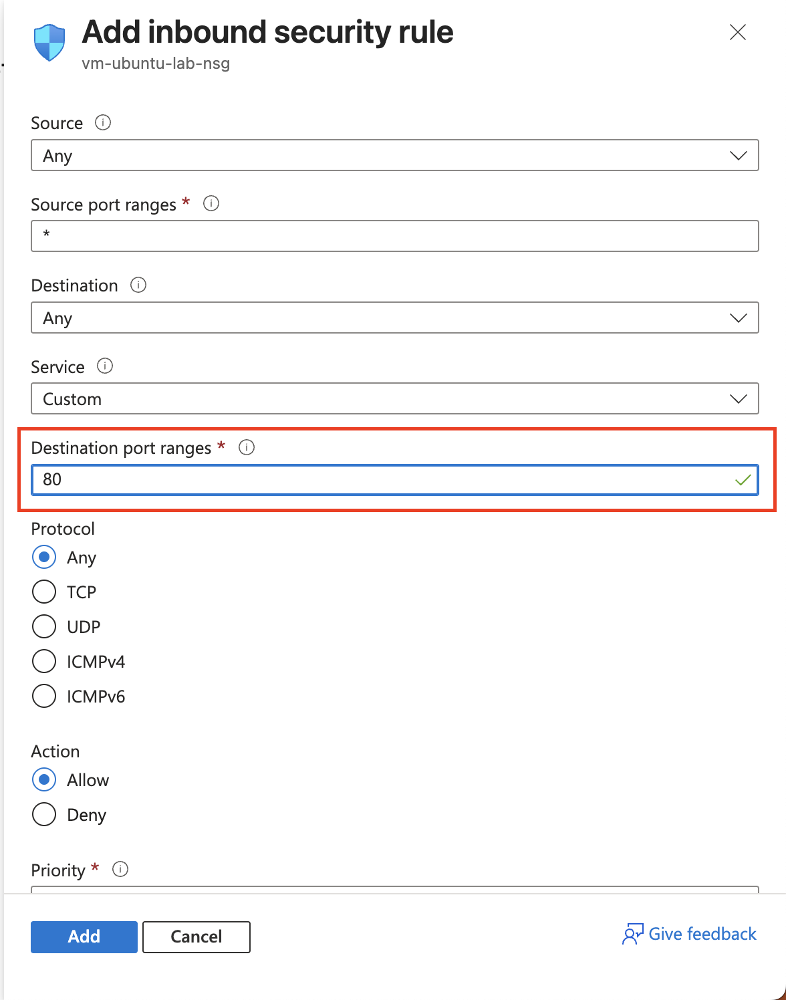 Add inbound security rule
vm-ubuntu-lab-nsg
Source
Any
Source port ranges *
*
Destination
Any
Service
Custom
Destination port ranges *
80
Protocol
Any
TCP
UDP
ICMPv4
ICMPv6
Action
Allow
Deny
Priority *
Add
Cancel
Give feedback